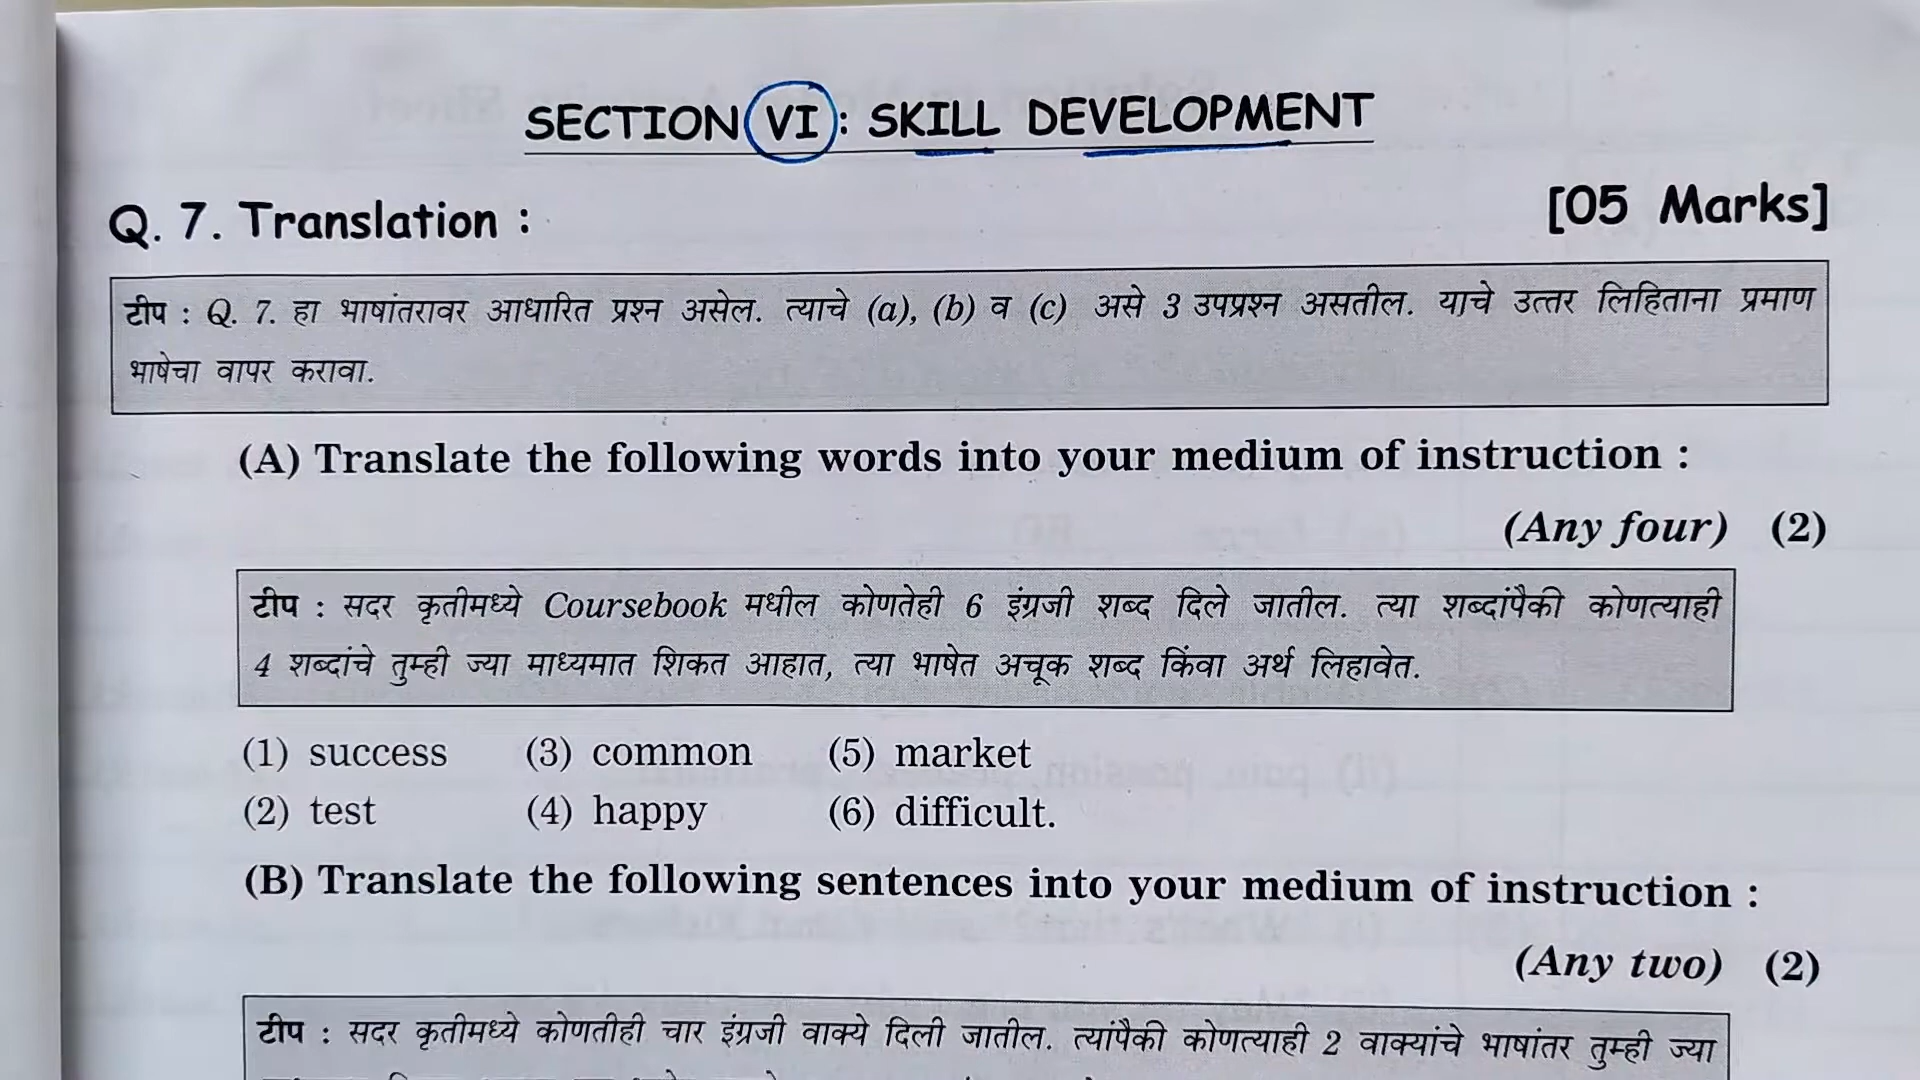 SECTION VI : SKILL DEVELOPMENT
Q. 7. Translation : [05 Marks]
टीप : Q. 7. हा भाषांतरावर आधारित प्रश्न असेल. त्याचे (a), (b) व (c) असे 3 उपप्रश्न असतील. याचे उत्तर लिहिताना प्रमाण
भाषेचा वापर करावा.
(A) Translate the following words into your medium of instruction :
(Any four) (2)
टीप : सदर कृतीमध्ये Coursebook मधील कोणतेही 6 इंग्रजी शब्द दिले जातील. त्या शब्दांपैकी कोणत्याही
4 शब्दांचे तुम्ही ज्या माध्यमात शिकत आहात, त्या भाषेत अचूक शब्द किंवा अर्थ लिहावेत.
(1) success (3) common (5) market
(2) test (4) happy (6) difficult.
(B) Translate the following sentences into your medium of instruction :
(Any two) (2)
टीप : सदर कृतीमध्ये कोणतीही चार इंग्रजी वाक्ये दिली जातील. त्यांपैकी कोणत्याही 2 वाक्यांचे भाषांतर तुम्ही ज्या